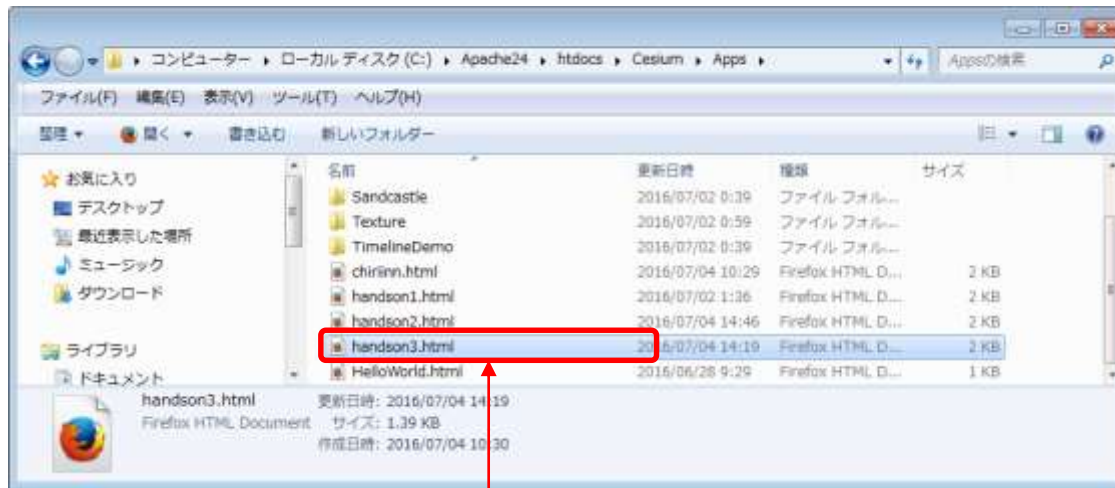 コンピューター ▸ ローカル ディスク (C:) ▸ Apache24 ▸ htdocs ▸ Cesium ▸ Apps ▸ Appsの検索
ファイル(F) 編集(E) 表示(V) ツール(T) ヘルプ(H)
整理 開く 書き込む 新しいフォルダー
お気に入り
デスクトップ
最近表示した場所
ミュージック
ダウンロード
ライブラリ
ドキュメント
名前 更新日時 種類 サイズ
Sandcastle 2016/07/02 0:39 ファイル フォル...
Texture 2016/07/02 0:59 ファイル フォル...
TimelineDemo 2016/07/02 0:39 ファイル フォル...
chiriinn.html 2016/07/04 10:29 Firefox HTML D... 2 KB
handson1.html 2016/07/02 1:36 Firefox HTML D... 2 KB
handson2.html 2016/07/04 14:46 Firefox HTML D... 2 KB
handson3.html 2016/07/04 14:19 Firefox HTML D... 2 KB
HelloWorld.html 2016/06/28 9:29 Firefox HTML D... 1 KB
handson3.html 更新日時: 2016/07/04 14:19
Firefox HTML Document サイズ: 1.39 KB
作成日時: 2016/07/04 10:30